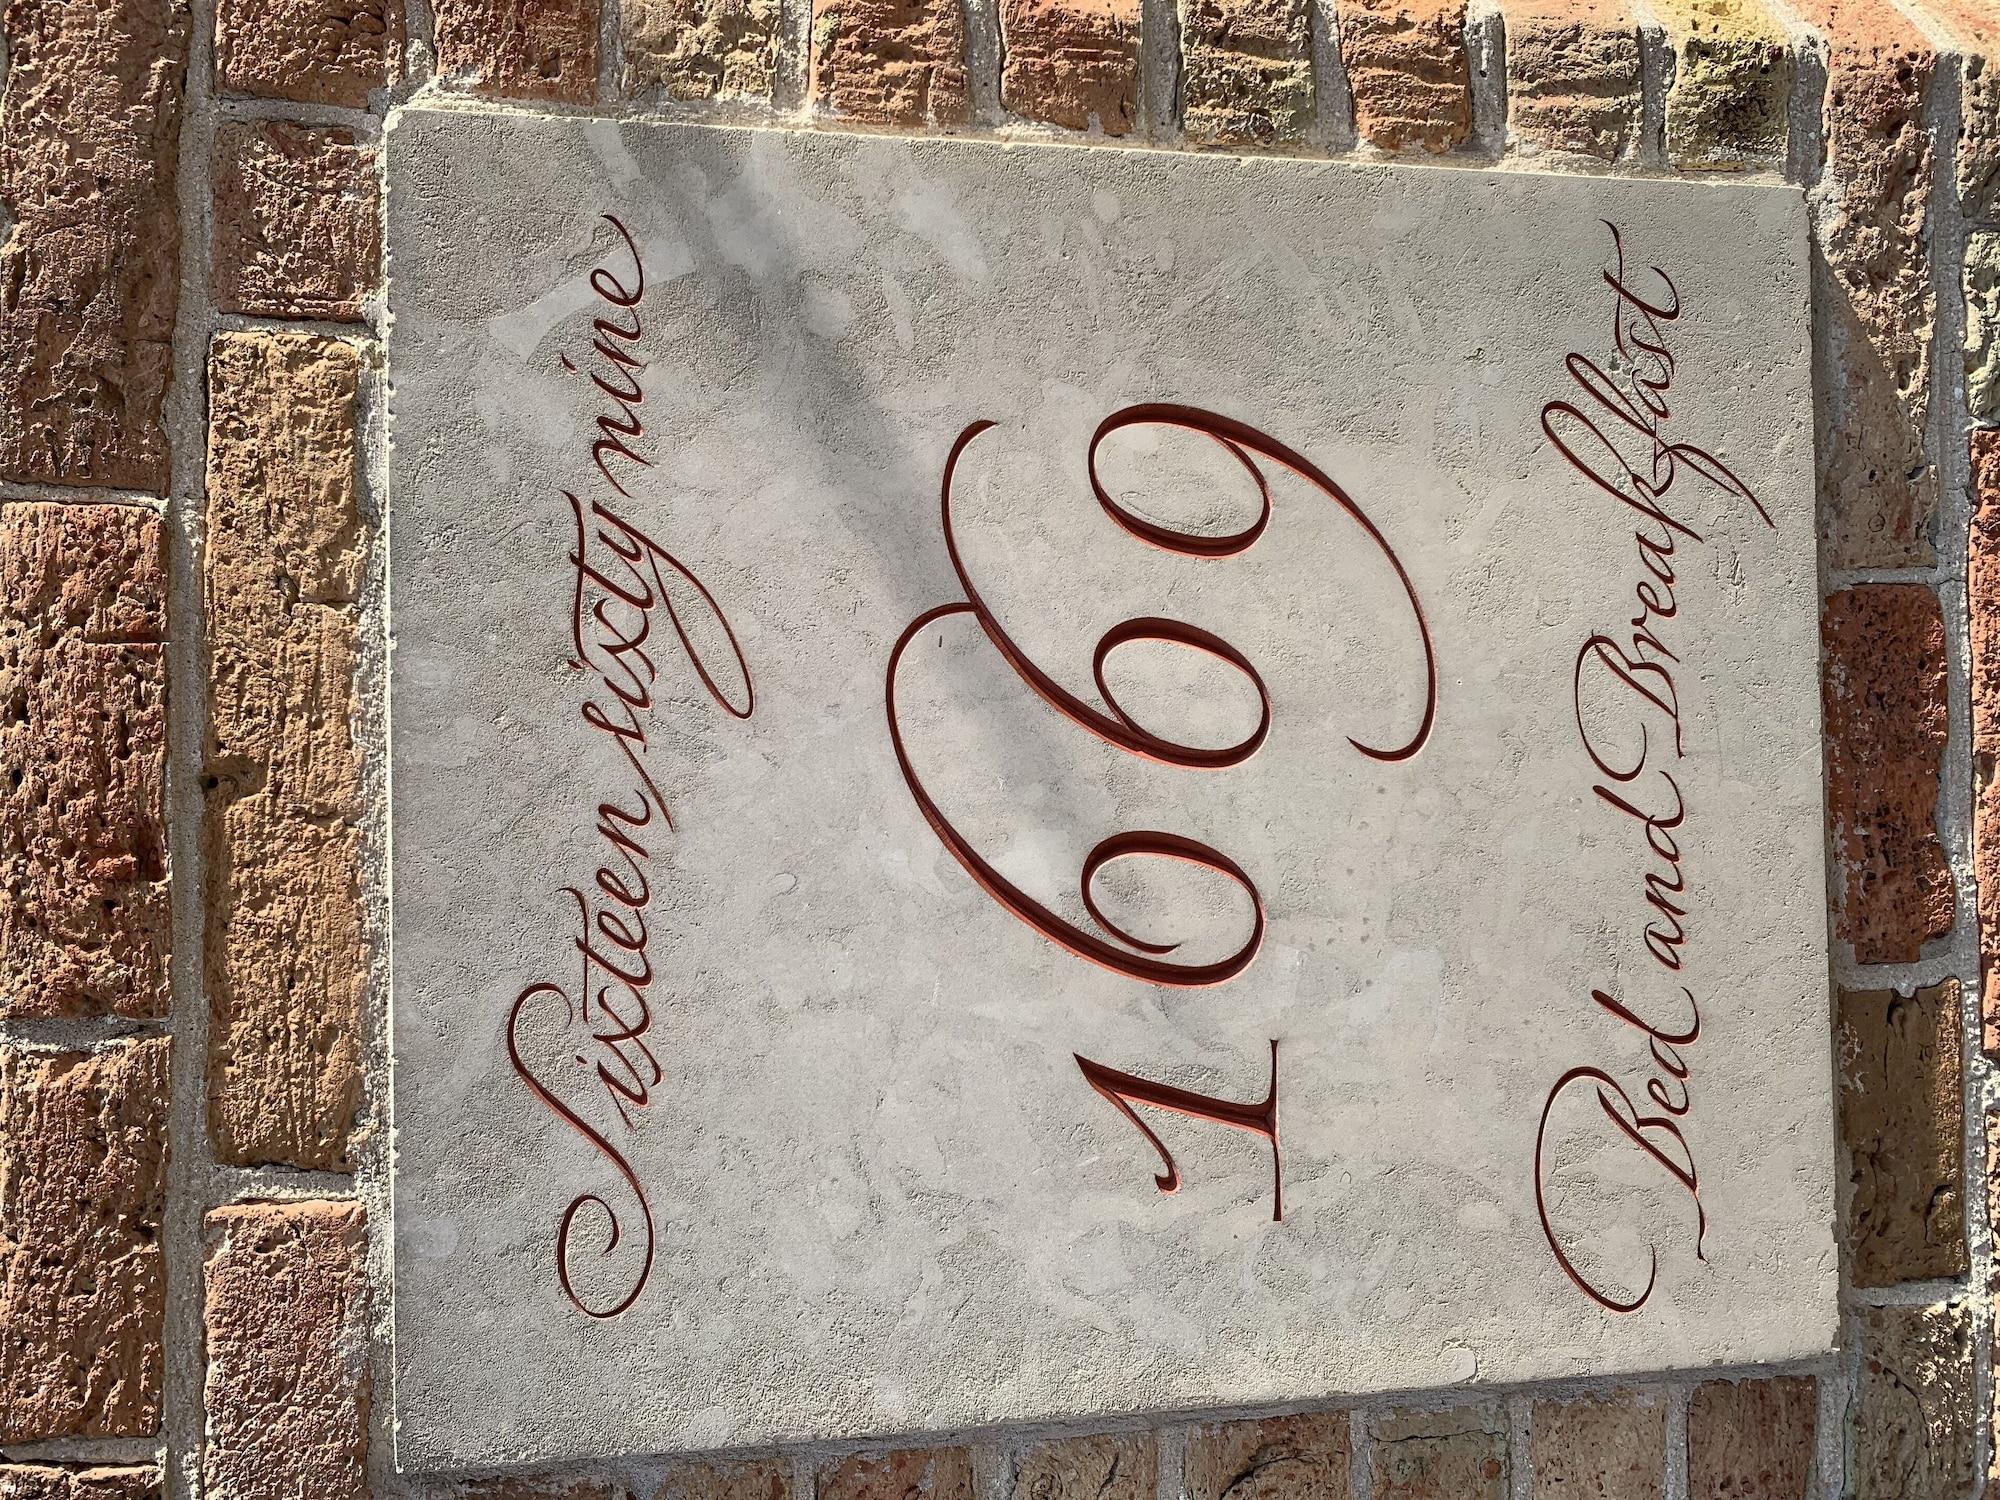 Sixteen sixty nine
1669
Bed and Breakfast